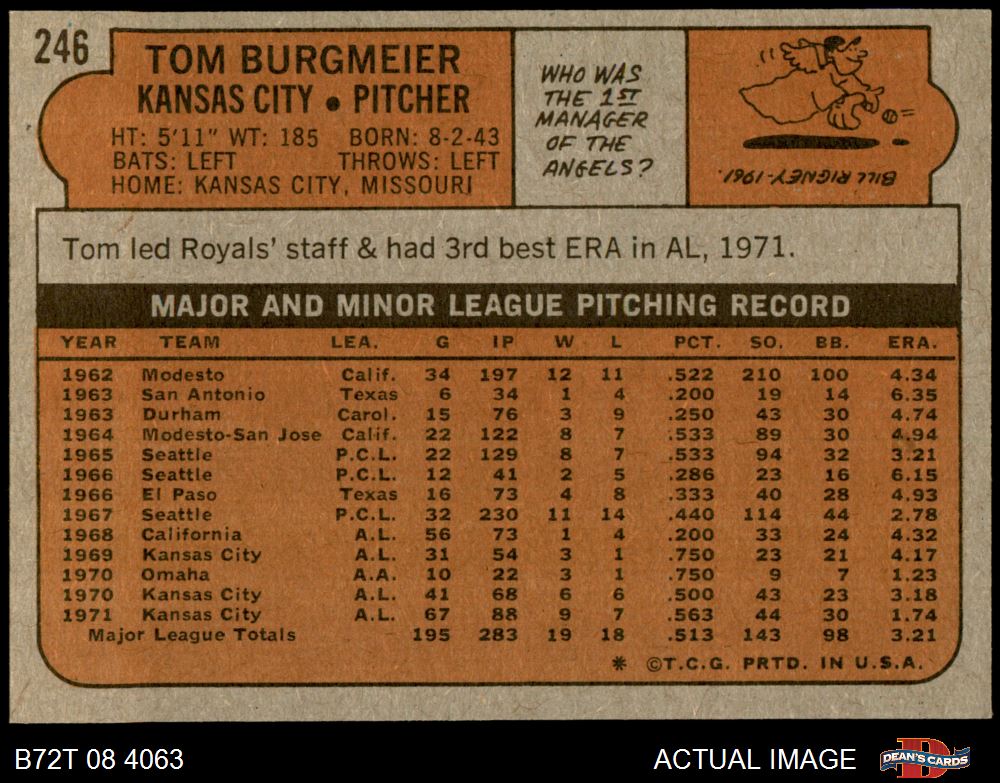 246
TOM BURGMEIER
KANSAS CITY • PITCHER
HT: 5'11" WT: 185 BORN: 8-2-43
BATS: LEFT THROWS: LEFT
HOME: KANSAS CITY, MISSOURI
WHO WAS
THE 1ST
MANAGER
OF THE
ANGELS?
BILL RIGNEY-1961.
Tom led Royals' staff & had 3rd best ERA in AL, 1971.
MAJOR AND MINOR LEAGUE PITCHING RECORD
YEAR TEAM LEA. G IP W L PCT. SO. BB. ERA.
1962 Modesto Calif. 34 197 12 11 .522 210 100 4.34
1963 San Antonio Texas 6 34 1 4 .200 19 14 6.35
1963 Durham Carol. 15 76 3 9 .250 43 30 4.74
1964 Modesto-San Jose Calif. 22 122 8 7 .533 89 30 4.94
1965 Seattle P.C.L. 22 129 8 7 .533 94 32 3.21
1966 Seattle P.C.L. 12 41 2 5 .286 23 16 6.15
1966 El Paso Texas 16 73 4 8 .333 40 28 4.93
1967 Seattle P.C.L. 32 230 11 14 .440 114 44 2.78
1968 California A.L. 56 73 1 4 .200 33 24 4.32
1969 Kansas City A.L. 31 54 3 1 .750 23 21 4.17
1970 Omaha A.A. 10 22 3 1 .750 9 7 1.23
1970 Kansas City A.L. 41 68 6 6 .500 43 23 3.18
1971 Kansas City A.L. 67 88 9 7 .563 44 30 1.74
Major League Totals 195 283 19 18 .513 143 98 3.21
* ©T.C.G. PRTD. IN U.S.A.
B72T 08 4063
ACTUAL IMAGE
DEAN'S CARDS